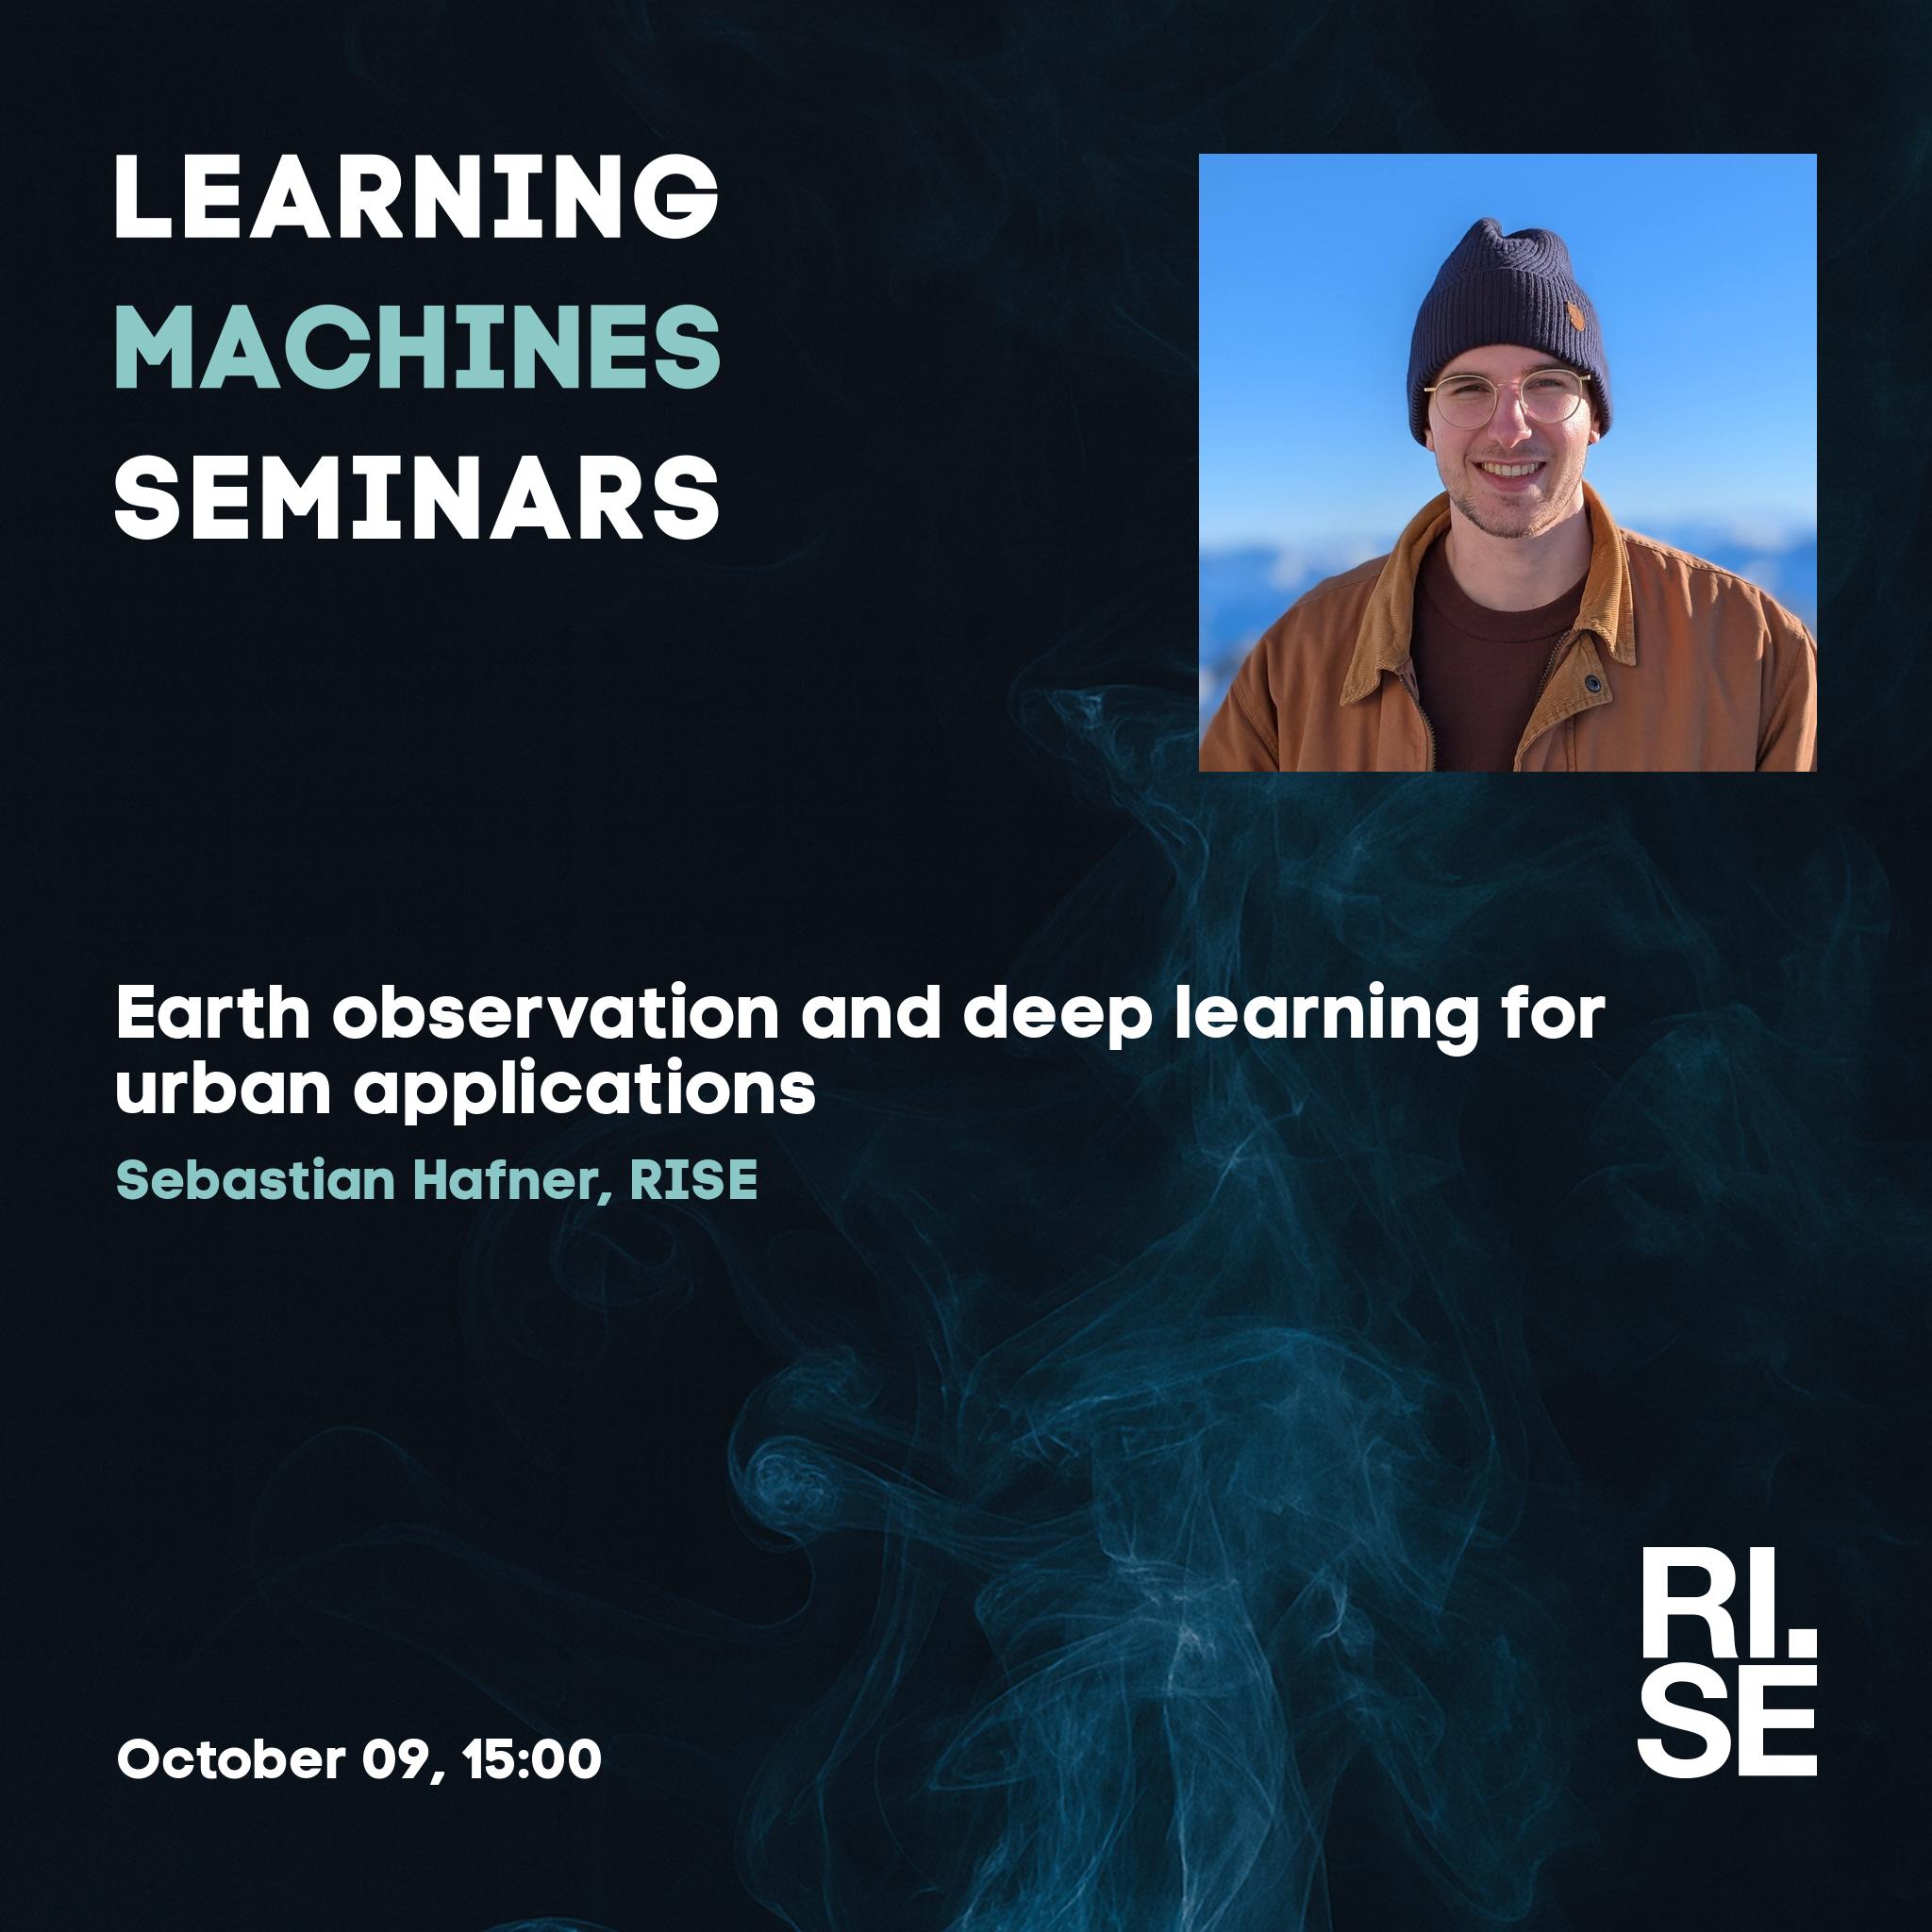 LEARNING
MACHINES
SEMINARS
Earth observation and deep learning for
urban applications
Sebastian Hafner, RISE
October 09, 15:00
RI.
SE